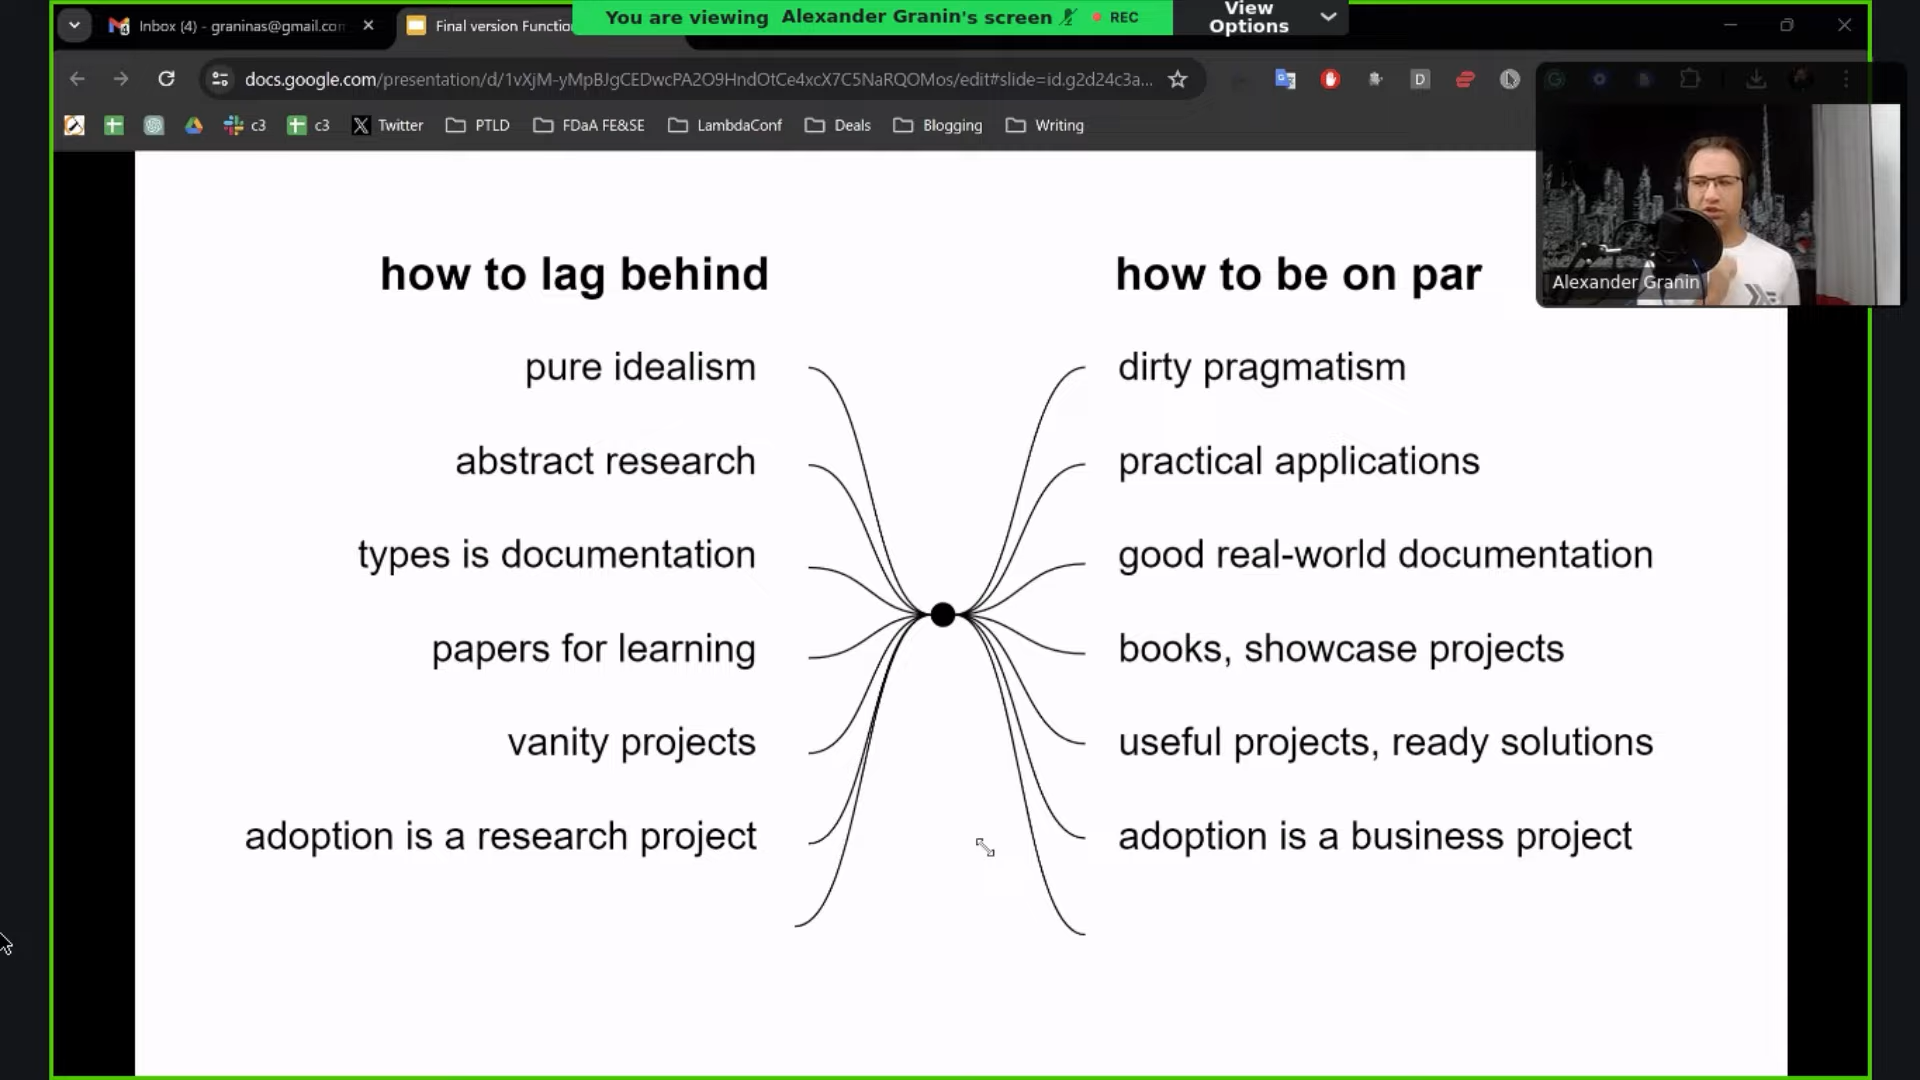 Inbox (4) - graninas@gmail.co
Final version Functio
You are viewing Alexander Granin's screen
REC
View Options
docs.google.com/presentation/d/1vXjM-yMpBJgCEDwcPA2O9HndOtCe4xcX7C5NaRQOMos/edit#slide=id.g2d24c3a...
c3
c3
Twitter
PTLD
FDaA FE&SE
LambdaConf
Deals
Blogging
Writing
Alexander Granin
how to lag behind
how to be on par
pure idealism
dirty pragmatism
abstract research
practical applications
types is documentation
good real-world documentation
papers for learning
books, showcase projects
vanity projects
useful projects, ready solutions
adoption is a research project
adoption is a business project